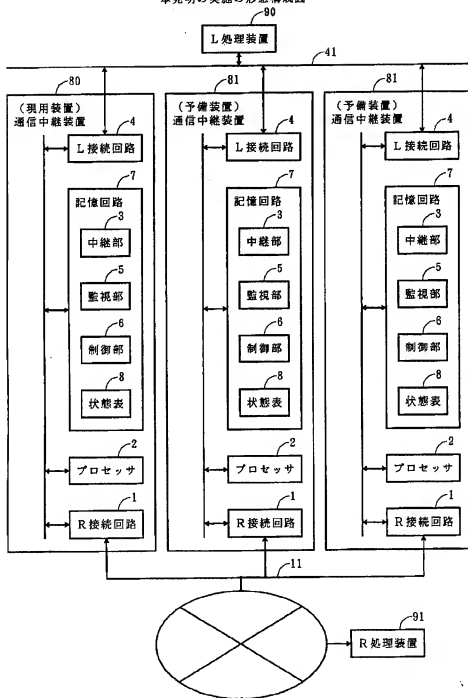 本発明の実施の形態構成図
90
L処理装置
41
80
(現用装置)
通信中継装置
4
L接続回路
7
記憶回路
3
中継部
5
監視部
6
制御部
8
状態表
2
プロセッサ
1
R接続回路
81
(予備装置)
通信中継装置
4
L接続回路
7
記憶回路
3
中継部
5
監視部
6
制御部
8
状態表
2
プロセッサ
1
R接続回路
81
(予備装置)
通信中継装置
4
L接続回路
7
記憶回路
3
中継部
5
監視部
6
制御部
8
状態表
2
プロセッサ
1
R接続回路
11
91
R処理装置